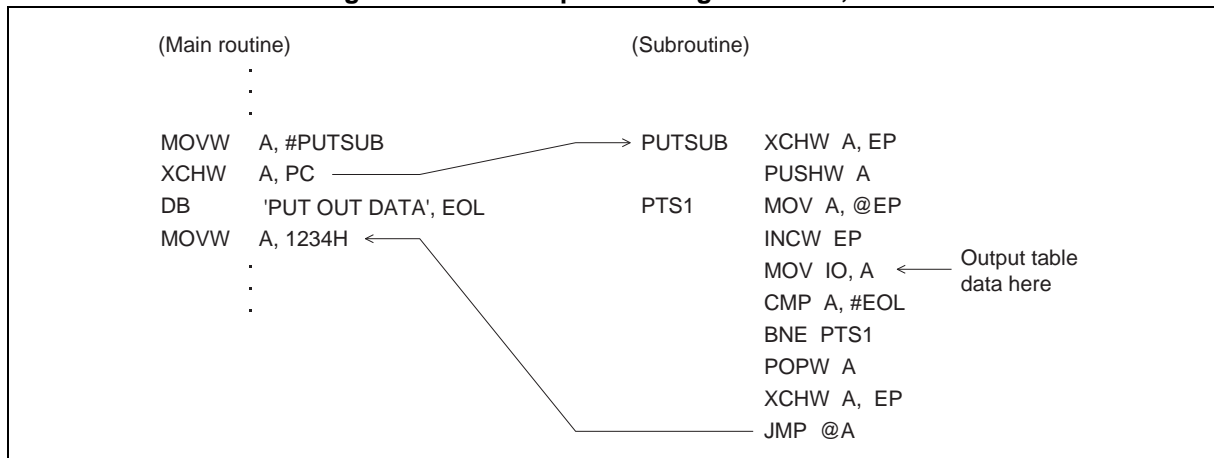 (Main routine) (Subroutine)
.
.
.
MOVW A, #PUTSUB PUTSUB XCHW A, EP
XCHW A, PC PUSHW A
DB 'PUT OUT DATA', EOL PTS1 MOV A, @EP
MOVW A, 1234H INCW EP
. MOV IO, A Output table data here
. CMP A, #EOL
. BNE PTS1
POPW A
XCHW A, EP
JMP @A